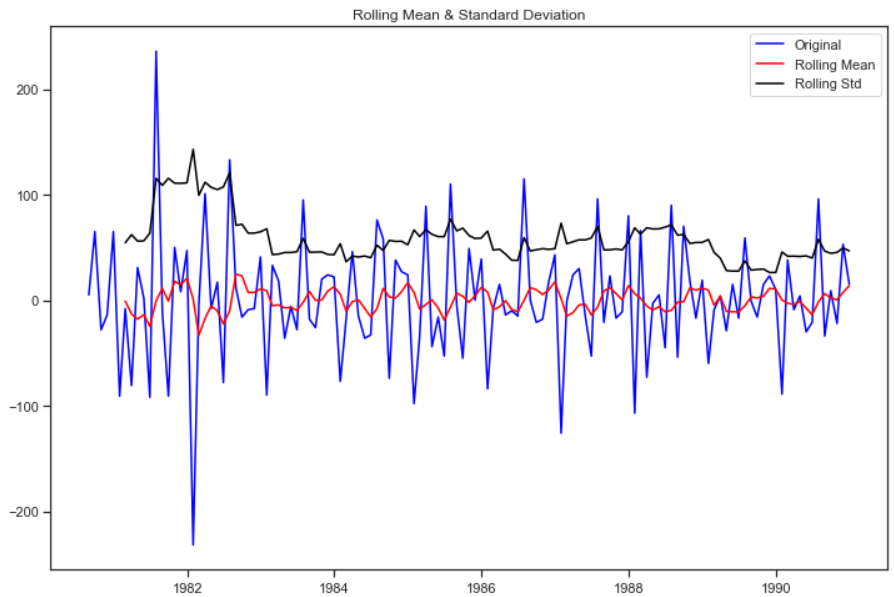 Rolling Mean & Standard Deviation
Original
Rolling Mean
Rolling Std
200
100
0
−100
−200
1982 1984 1986 1988 1990